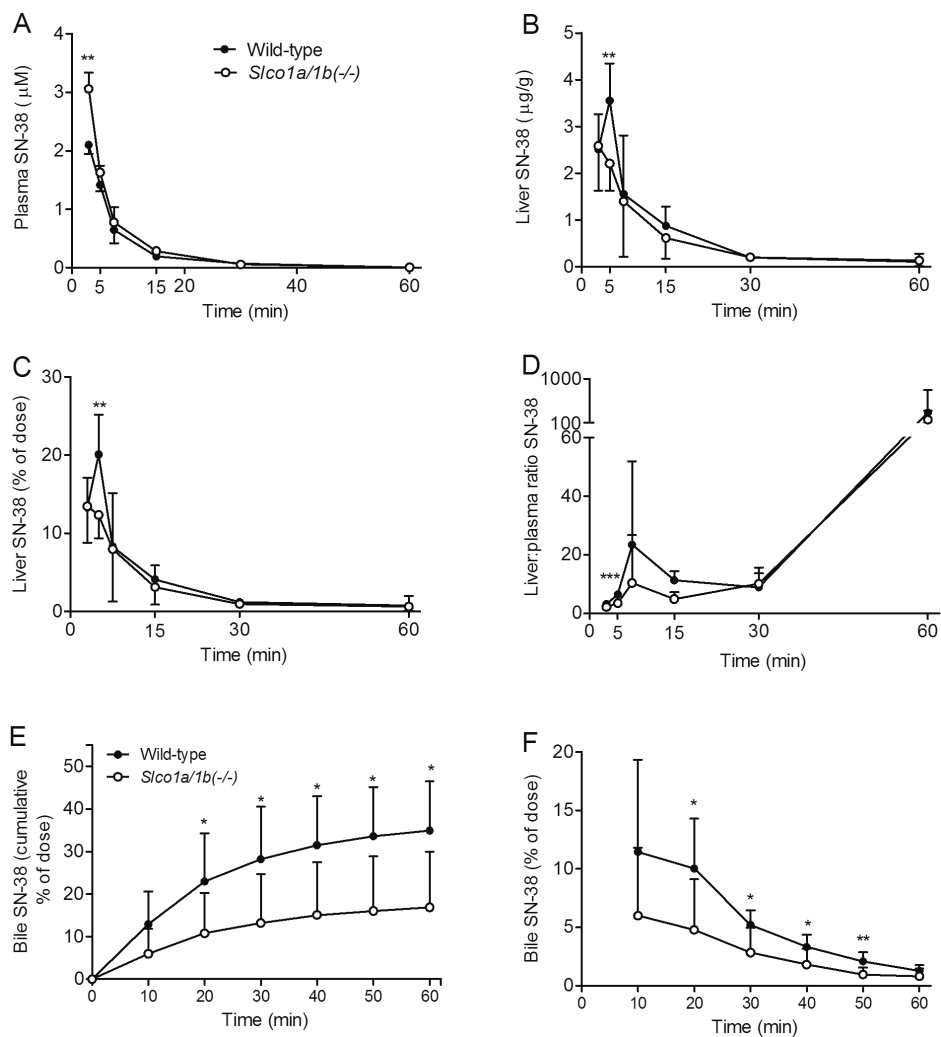 A
Plasma SN-38 ( μM)
4
3
2
1
0
**
Wild-type
Slco1a/1b(-/-)
0 5 15 20 40 60
Time (min)
B
Liver SN-38 ( μg/g)
5
4
3
2
1
0
**
0 5 15 30 60
Time (min)
C
Liver SN-38 (% of dose)
30
20
10
0
**
0 5 15 30 60
Time (min)
D
Liver:plasma ratio SN-38
1000
100
60
40
20
0
***
0 5 15 30 60
Time (min)
E
Bile SN-38 (cumulative
% of dose)
50
40
30
20
10
0
Wild-type
Slco1a/1b(-/-)
* * * * *
0 10 20 30 40 50 60
Time (min)
F
Bile SN-38 (% of dose)
20
15
10
5
0
* * * **
0 10 20 30 40 50 60
Time (min)